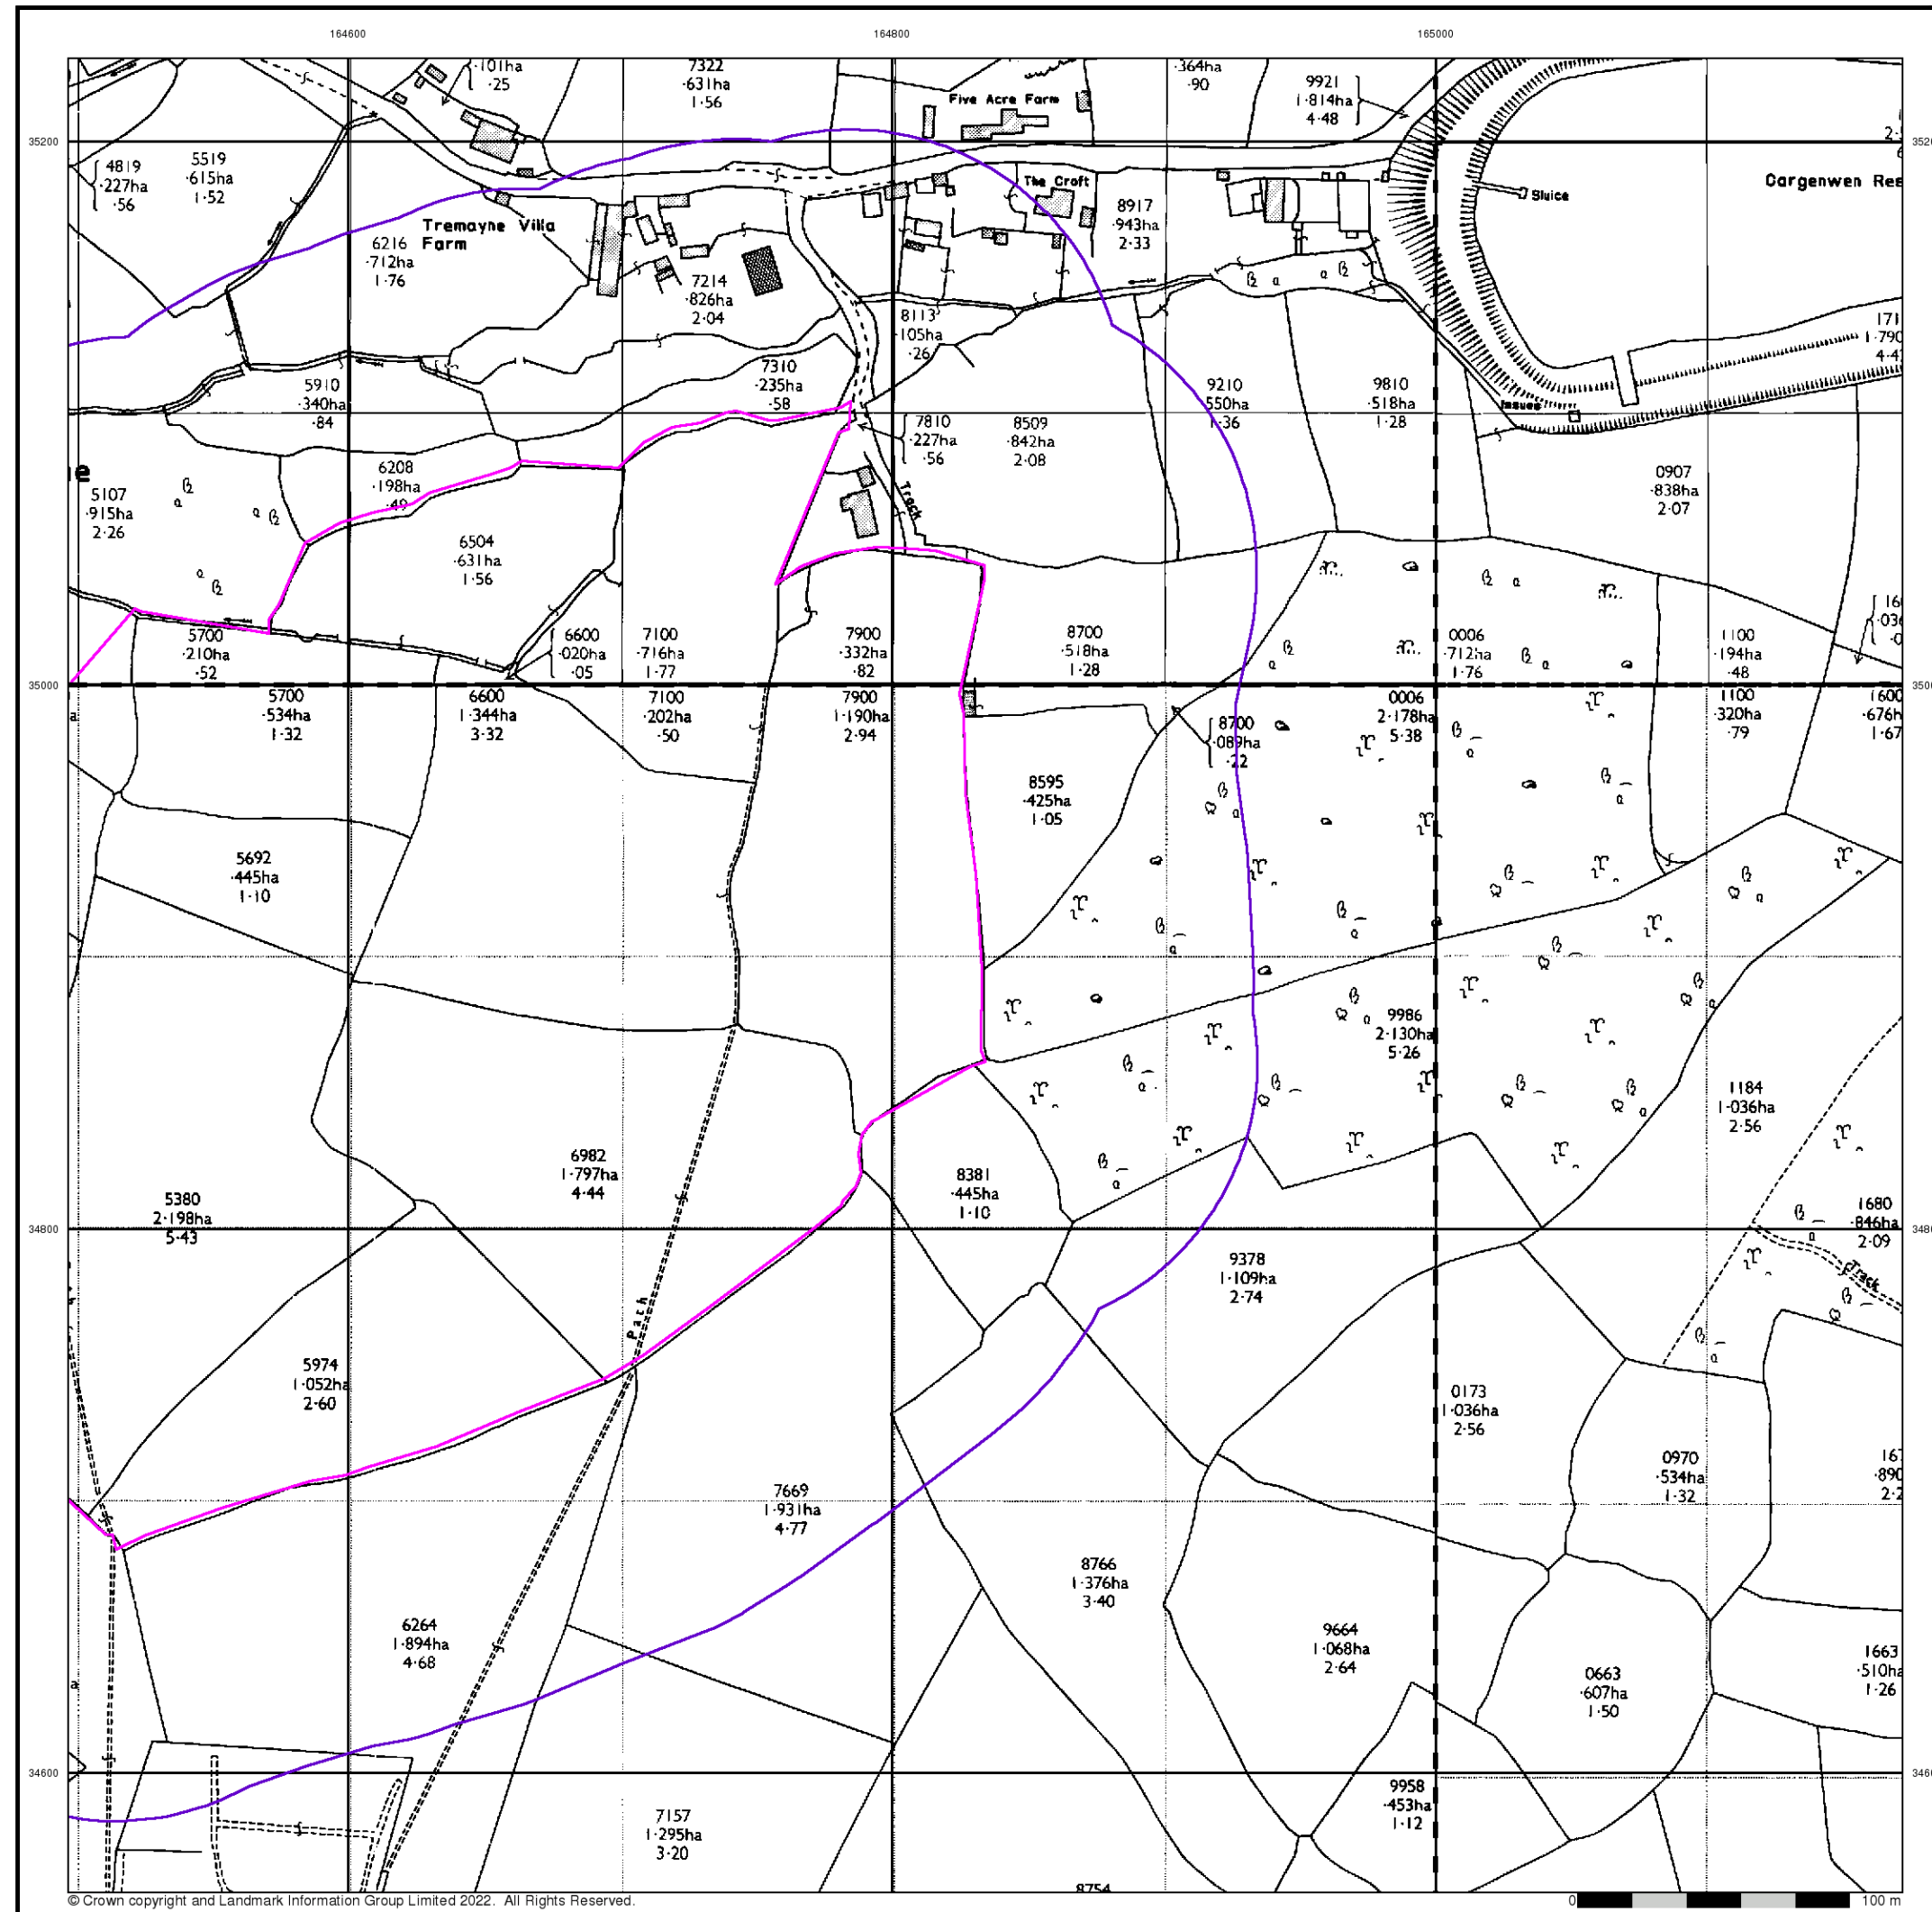 164600
164800
165000
·101ha
·25
7322
·631ha
1·56
Five Acre Farm
·364ha
·90
9921
1·814ha
4·48
35200
4819
·227ha
·56
5519
·615ha
1·52
The Croft
Sluice
Cargenwen Res
Tremayne Villa
Farm
6216
·712ha
1·76
8917
·943ha
2·33
7214
·826ha
2·04
8113
·105ha
·26
171
1·790
5910
·340ha
·84
7310
·235ha
·58
9210
·550ha
1·36
9810
·518ha
1·28
Issues
7810
·227ha
·56
8509
·842ha
2·08
5107
·915ha
2·26
6208
·198ha
·49
Track
0907
·838ha
2·07
6504
·631ha
1·56
5700
·210ha
·52
6600
·020ha
·05
7100
·716ha
1·77
7900
·332ha
·82
8700
·518ha
1·28
0006
·712ha
1·76
1100
·194ha
·48
35000
5700
·534ha
1·32
6600
1·344ha
3·32
7100
·202ha
·50
7900
1·190ha
2·94
8700
·089ha
·22
0006
2·178ha
5·38
1100
·320ha
·79
1600
·676h
1·67
8595
·425ha
1·05
5692
·445ha
1·10
9986
2·130ha
5·26
1184
1·036ha
2·56
6982
1·797ha
4·44
8381
·445ha
1·10
5380
2·198ha
5·43
34800
1680
·846ha
2·09
9378
1·109ha
2·74
Track
Path
5974
1·052ha
2·60
0173
1·036ha
2·56
0970
·534ha
1·32
7669
1·931ha
4·77
8766
1·376ha
3·40
6264
1·894ha
4·68
9664
1·068ha
2·64
0663
·607ha
1·50
1663
·510ha
1·26
34600
9958
·453ha
1·12
7157
1·295ha
3·20
8754
© Crown copyright and Landmark Information Group Limited 2022. All Rights Reserved.
0 100 m